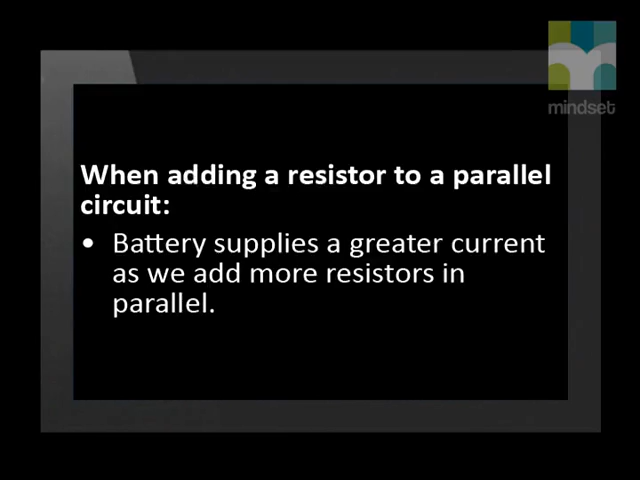 mindset
When adding a resistor to a parallel
circuit:
• Battery supplies a greater current
as we add more resistors in
parallel.